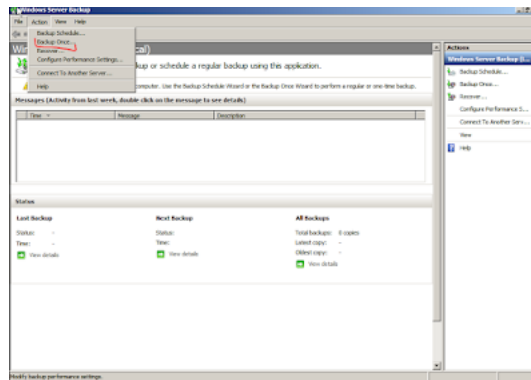 Windows Server Backup
File Action View Help
Backup Schedule...
Backup Once...
Recover...
Configure Performance Settings...
Connect To Another Server...
Help
cal)
kup or schedule a regular backup using this application.
omputer. Use the Backup Schedule Wizard or the Backup Once Wizard to perform a regular or one-time backup.
Messages (Activity from last week, double click on the message to see details)
Time Message Description
Status
Last Backup
Status: -
Time: -
View details
Next Backup
Status: -
Time: -
View details
All Backups
Total backups: 0 copies
Latest copy: -
Oldest copy: -
View details
Actions
Windows Server Backup (L...
Backup Schedule...
Backup Once...
Recover...
Configure Performance S...
Connect To Another Serv...
View
Help
Modify backup performance settings.